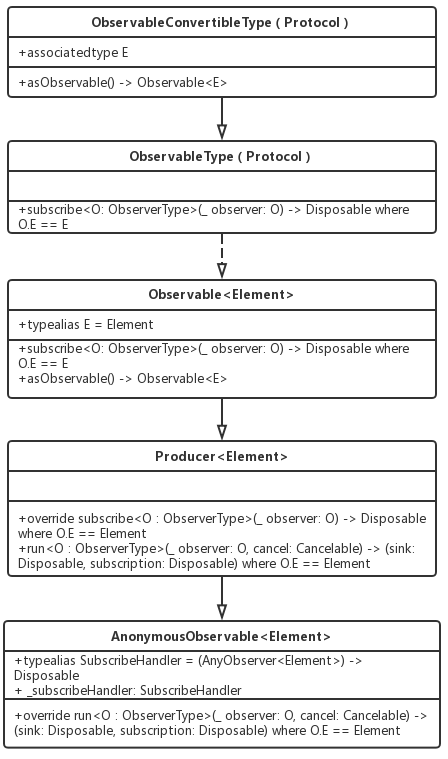 ObservableConvertibleType ( Protocol )
+associatedtype E
+asObservable() -> Observable<E>
ObservableType ( Protocol )
+subscribe<O: ObserverType>(_ observer: O) -> Disposable where
O.E == E
Observable<Element>
+typealias E = Element
+subscribe<O: ObserverType>(_ observer: O) -> Disposable where
O.E == E
+asObservable() -> Observable<E>
Producer<Element>
+override subscribe<O : ObserverType>(_ observer: O) -> Disposable
where O.E == Element
+run<O : ObserverType>(_ observer: O, cancel: Cancelable) -> (sink:
Disposable, subscription: Disposable) where O.E == Element
AnonymousObservable<Element>
+typealias SubscribeHandler = (AnyObserver<Element>) ->
Disposable
+ _subscribeHandler: SubscribeHandler
+override run<O : ObserverType>(_ observer: O, cancel: Cancelable) ->
(sink: Disposable, subscription: Disposable) where O.E == Element